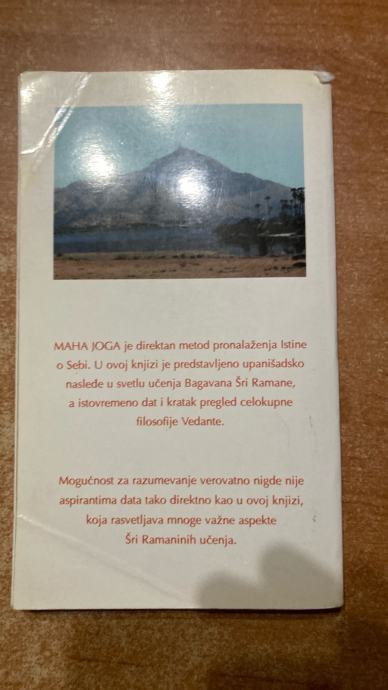 MAHA JOGA je direktan metod pronalaženja Istine
o Sebi. U ovoj knjizi je predstavljeno upanišadsko
nasleđe u svetlu učenja Bagavana Šri Ramane,
a istovremeno dat i kratak pregled celokupne
filosofije Vedante.
Mogućnost za razumevanje verovatno nigde nije
aspirantima data tako direktno kao u ovoj knjizi,
koja rasvetljava mnoge važne aspekte
Šri Ramaninih učenja.